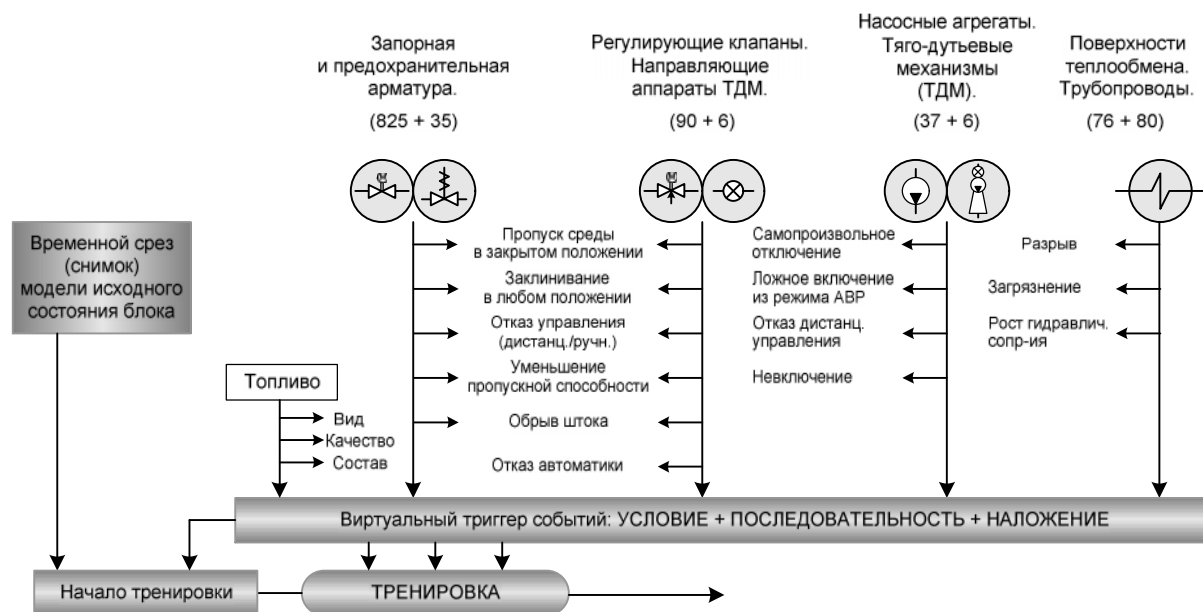 Запорная
и предохранительная
арматура.
(825 + 35)
Регулирующие клапаны.
Направляющие
аппараты ТДМ.
(90 + 6)
Насосные агрегаты.
Тяго-дутьевые
механизмы
(ТДМ).
(37 + 6)
Поверхности
теплообмена.
Трубопроводы.
(76 + 80)
Временной срез
(снимок)
модели исходного
состояния блока
Топливо
Вид
Качество
Состав
Пропуск среды
в закрытом положении
Заклинивание
в любом положении
Отказ управления
(дистанц./ручн.)
Уменьшение
пропускной способности
Обрыв штока
Отказ автоматики
Самопроизвольное
отключение
Ложное включение
из режима АВР
Отказ дистанц.
управления
Невключение
Разрыв
Загрязнение
Рост гидравлич.
сопр-ия
Виртуальный триггер событий: УСЛОВИЕ + ПОСЛЕДОВАТЕЛЬНОСТЬ + НАЛОЖЕНИЕ
Начало тренировки
ТРЕНИРОВКА